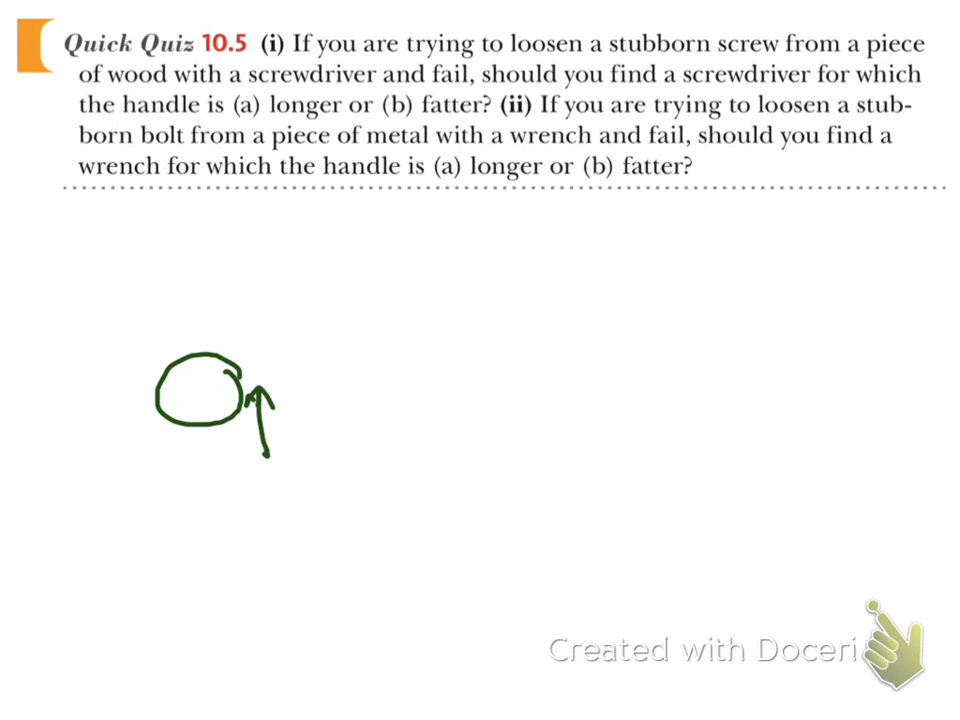 Quick Quiz 10.5 (i) If you are trying to loosen a stubborn screw from a piece
of wood with a screwdriver and fail, should you find a screwdriver for which
the handle is (a) longer or (b) fatter? (ii) If you are trying to loosen a stub-
born bolt from a piece of metal with a wrench and fail, should you find a
wrench for which the handle is (a) longer or (b) fatter?
Created with Doceri